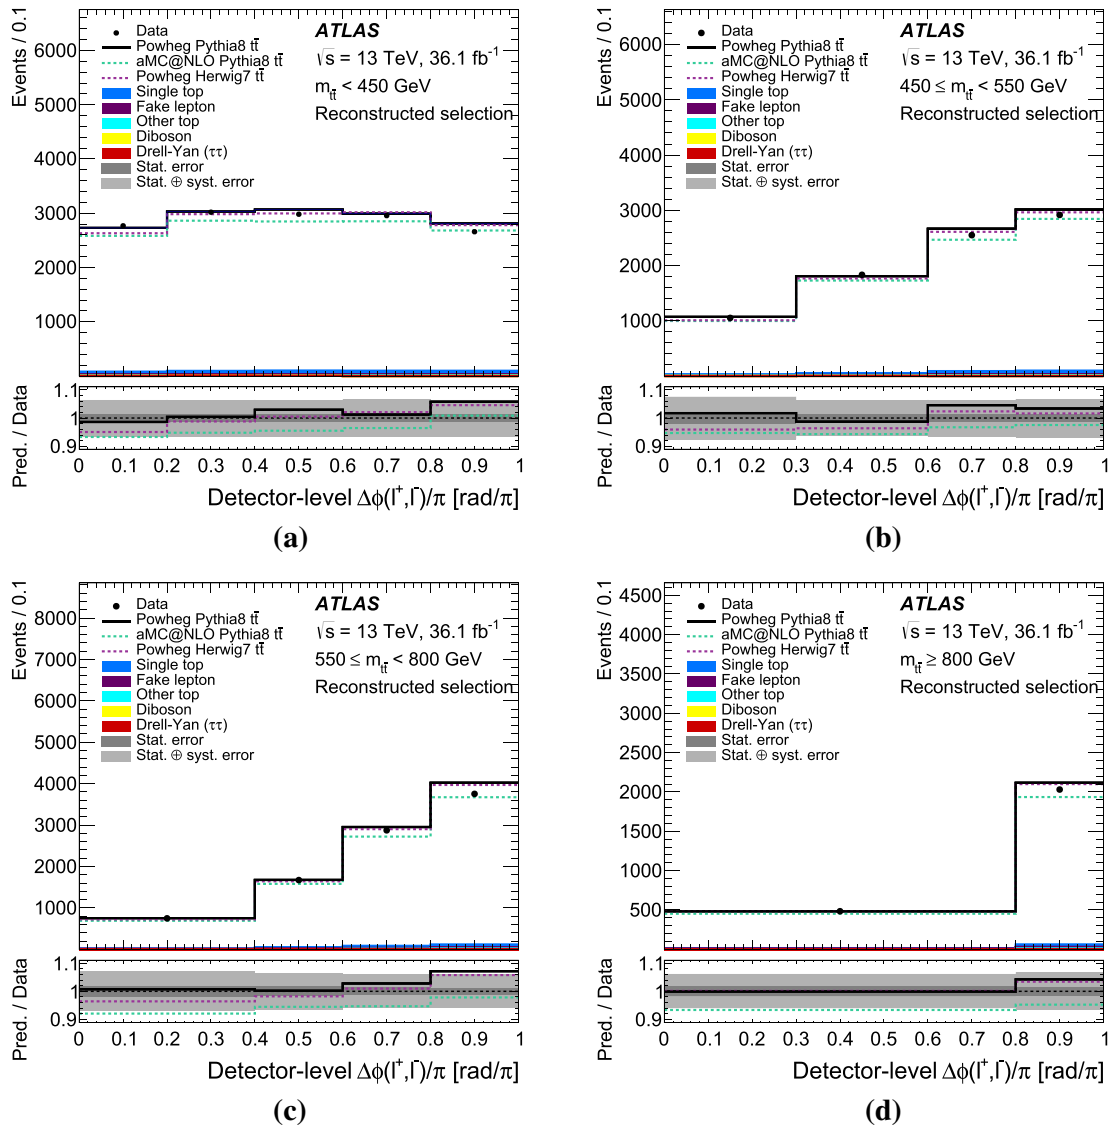 Events / 0.1
6000
5000
4000
3000
2000
1000
Data
Powheg Pythia8 tt̄
aMC@NLO Pythia8 tt̄
Powheg Herwig7 tt̄
Single top
Fake lepton
Other top
Diboson
Drell-Yan (ττ)
Stat. error
Stat. ⊕ syst. error
ATLAS
√s = 13 TeV, 36.1 fb⁻¹
m_tt̄ < 450 GeV
Reconstructed selection
Pred. / Data
1.1
1
0.9
0 0.1 0.2 0.3 0.4 0.5 0.6 0.7 0.8 0.9 1
Detector-level Δϕ(l⁺,l⁻)/π [rad/π]
(a)
Events / 0.1
6000
5000
4000
3000
2000
1000
Data
Powheg Pythia8 tt̄
aMC@NLO Pythia8 tt̄
Powheg Herwig7 tt̄
Single top
Fake lepton
Other top
Diboson
Drell-Yan (ττ)
Stat. error
Stat. ⊕ syst. error
ATLAS
√s = 13 TeV, 36.1 fb⁻¹
450 ≤ m_tt̄ < 550 GeV
Reconstructed selection
Pred. / Data
1.1
1
0.9
0 0.1 0.2 0.3 0.4 0.5 0.6 0.7 0.8 0.9 1
Detector-level Δϕ(l⁺,l⁻)/π [rad/π]
(b)
Events / 0.1
8000
7000
6000
5000
4000
3000
2000
1000
Data
Powheg Pythia8 tt̄
aMC@NLO Pythia8 tt̄
Powheg Herwig7 tt̄
Single top
Fake lepton
Other top
Diboson
Drell-Yan (ττ)
Stat. error
Stat. ⊕ syst. error
ATLAS
√s = 13 TeV, 36.1 fb⁻¹
550 ≤ m_tt̄ < 800 GeV
Reconstructed selection
Pred. / Data
1.1
1
0.9
0 0.1 0.2 0.3 0.4 0.5 0.6 0.7 0.8 0.9 1
Detector-level Δϕ(l⁺,l⁻)/π [rad/π]
(c)
Events / 0.1
4500
4000
3500
3000
2500
2000
1500
1000
500
Data
Powheg Pythia8 tt̄
aMC@NLO Pythia8 tt̄
Powheg Herwig7 tt̄
Single top
Fake lepton
Other top
Diboson
Drell-Yan (ττ)
Stat. error
Stat. ⊕ syst. error
ATLAS
√s = 13 TeV, 36.1 fb⁻¹
m_tt̄ ≥ 800 GeV
Reconstructed selection
Pred. / Data
1.1
1
0.9
0 0.1 0.2 0.3 0.4 0.5 0.6 0.7 0.8 0.9 1
Detector-level Δϕ(l⁺,l⁻)/π [rad/π]
(d)